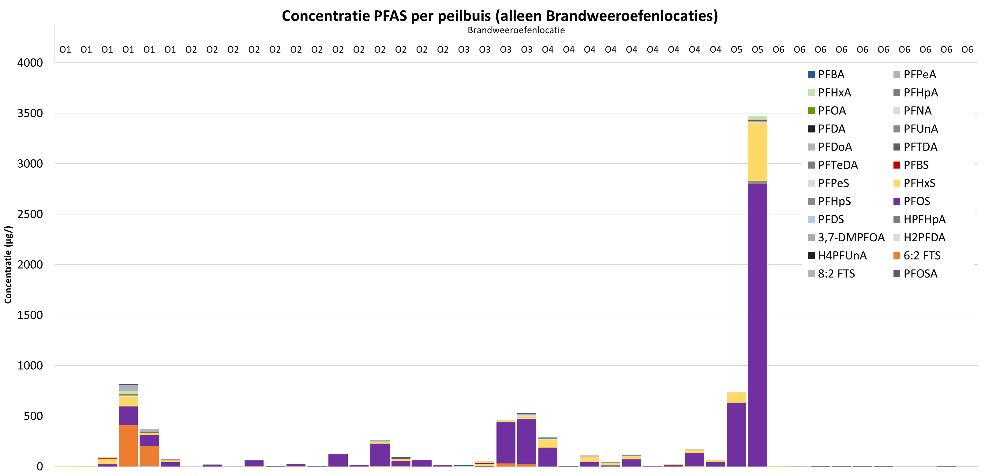 Concentratie PFAS per peilbuis (alleen Brandweeroefenlocaties)
Brandweeroefenlocatie
O1 O1 O1 O1 O1 O1 O2 O2 O2 O2 O2 O2 O2 O2 O2 O2 O2 O2 O2 O3 O3 O3 O3 O4 O4 O4 O4 O4 O4 O4 O4 O4 O5 O5 O6 O6 O6 O6 O6 O6 O6 O6 O6 O6
4000
3500
3000
2500
2000
1500
1000
500
0
Concentratie (µg/)
PFBA PFPeA
PFHxA PFHpA
PFOA PFNA
PFDA PFUnA
PFDoA PFTDA
PFTeDA PFBS
PFPeS PFHxS
PFHpS PFOS
PFDS HPFHpA
3,7-DMPFOA H2PFDA
H4PFUnA 6:2 FTS
8:2 FTS PFOSA